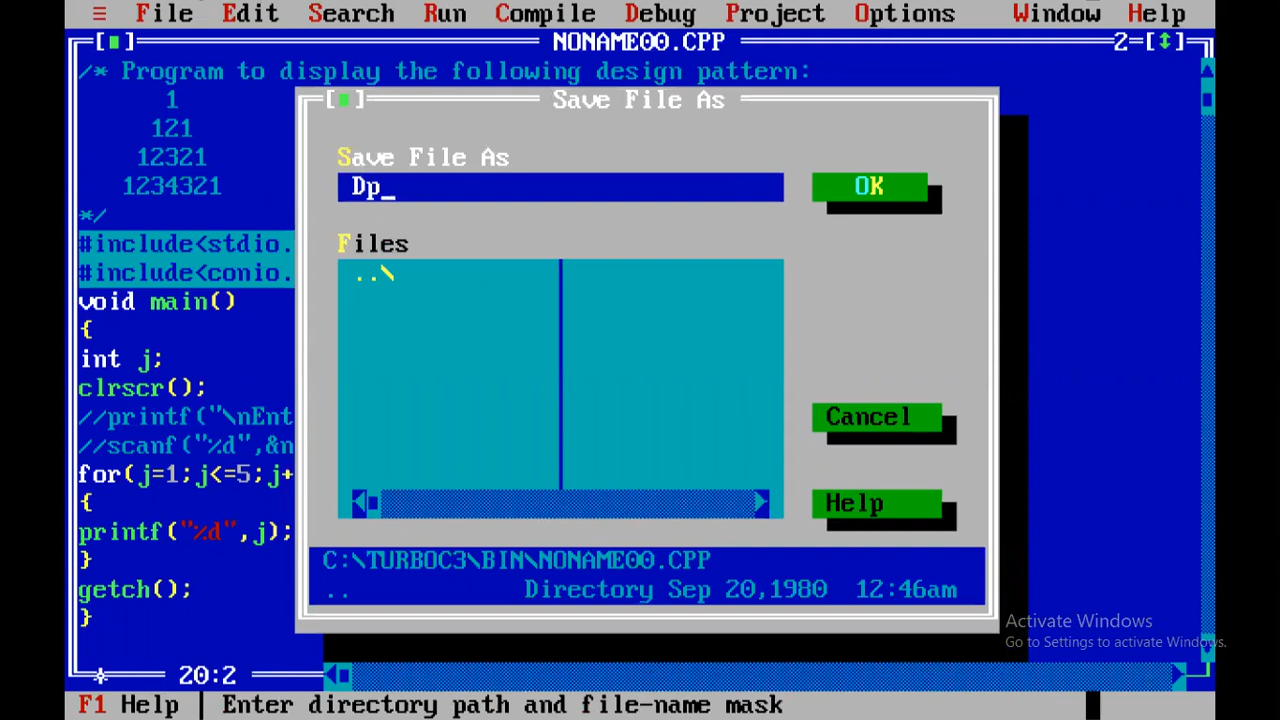 ≡ File Edit Search Run Compile Debug Project Options Window Help
[■] NONAME00.CPP 2=[↕]
/* Program to display the following design pattern:
1
121
12321
1234321
*/
#include<stdio.
#include<conio.
void main()
{
int j;
clrscr();
//printf("\nEnt
//scanf("%d",&n
for(j=1;j<=5;j+
{
printf("%d",j);
}
getch();
}
20:2
[■] Save File As
Save File As
Dp_
OK
Files
..\
Cancel
Help
C:\TURBOC3\BIN\NONAME00.CPP
.. Directory Sep 20,1980 12:46am
Activate Windows
Go to Settings to activate Windows.
F1 Help | Enter directory path and file-name mask